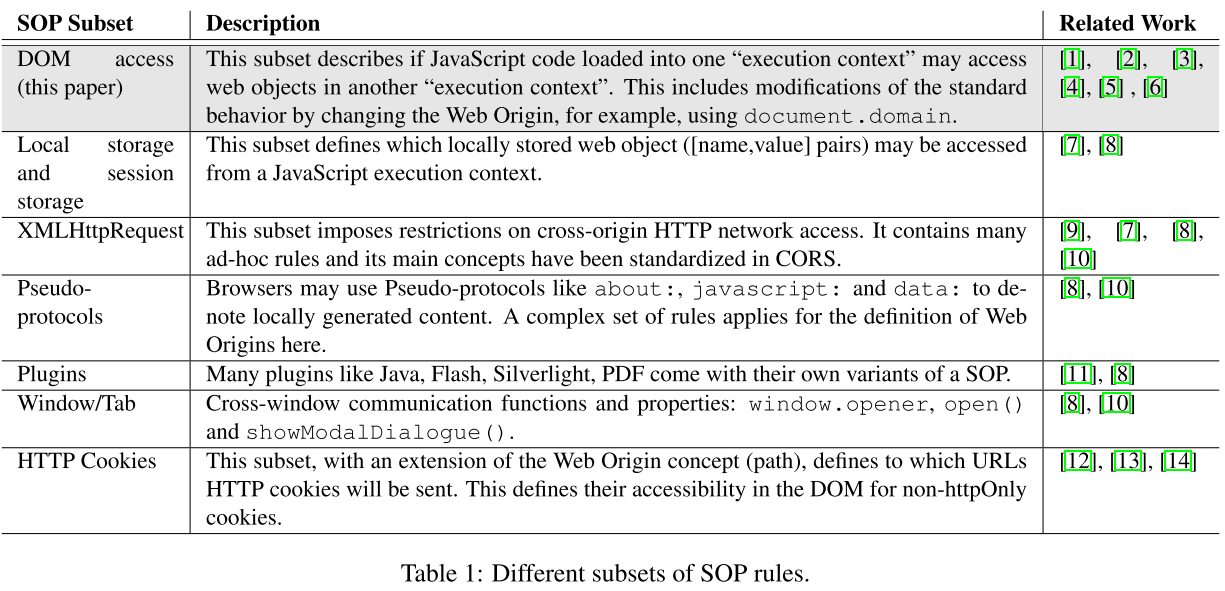 SOP Subset Description Related Work
DOM access This subset describes if JavaScript code loaded into one “execution context” may access [1], [2], [3],
(this paper) web objects in another “execution context”. This includes modifications of the standard [4], [5] , [6]
behavior by changing the Web Origin, for example, using document.domain.
Local storage This subset defines which locally stored web object ([name,value] pairs) may be accessed [7], [8]
and session from a JavaScript execution context.
storage
XMLHttpRequest This subset imposes restrictions on cross-origin HTTP network access. It contains many [9], [7], [8],
ad-hoc rules and its main concepts have been standardized in CORS. [10]
Pseudo- Browsers may use Pseudo-protocols like about:, javascript: and data: to de- [8], [10]
protocols note locally generated content. A complex set of rules applies for the definition of Web
Origins here.
Plugins Many plugins like Java, Flash, Silverlight, PDF come with their own variants of a SOP. [11], [8]
Window/Tab Cross-window communication functions and properties: window.opener, open() [8], [10]
and showModalDialogue().
HTTP Cookies This subset, with an extension of the Web Origin concept (path), defines to which URLs [12], [13], [14]
HTTP cookies will be sent. This defines their accessibility in the DOM for non-httpOnly
cookies.
Table 1: Different subsets of SOP rules.